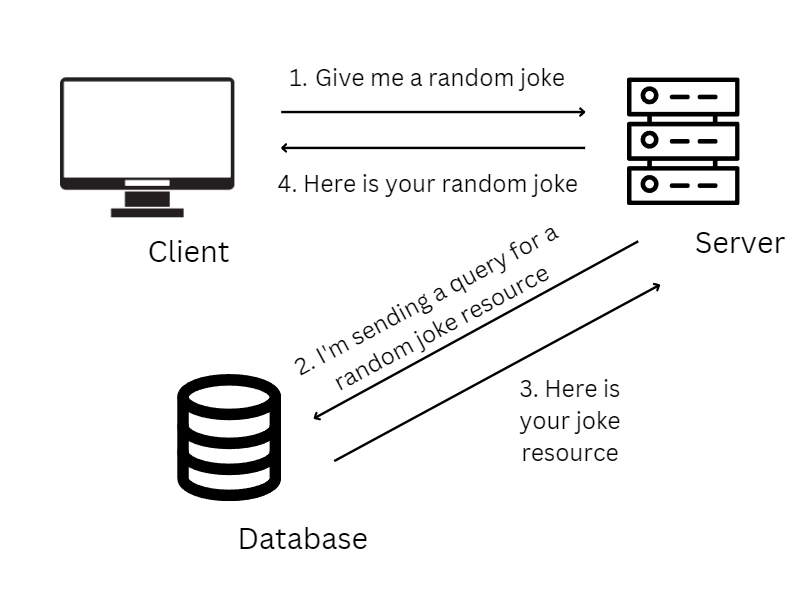 1. Give me a random joke
4. Here is your random joke
Client
Server
2. I'm sending a query for a
random joke resource
3. Here is
your joke
resource
Database